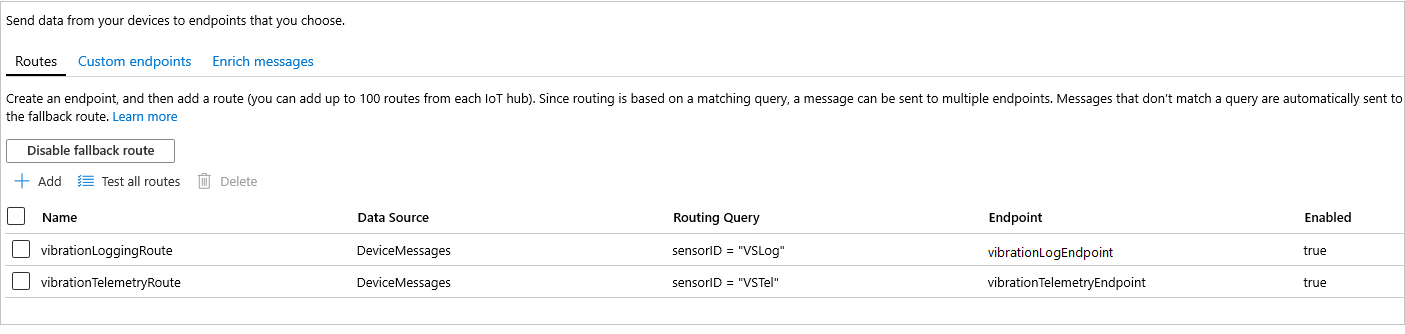 Send data from your devices to endpoints that you choose.
Routes Custom endpoints Enrich messages
Create an endpoint, and then add a route (you can add up to 100 routes from each IoT hub). Since routing is based on a matching query, a message can be sent to multiple endpoints. Messages that don't match a query are automatically sent to
the fallback route. Learn more
Disable fallback route
Add Test all routes Delete
Name Data Source Routing Query Endpoint Enabled
vibrationLoggingRoute DeviceMessages sensorID = "VSLog" vibrationLogEndpoint true
vibrationTelemetryRoute DeviceMessages sensorID = "VSTel" vibrationTelemetryEndpoint true